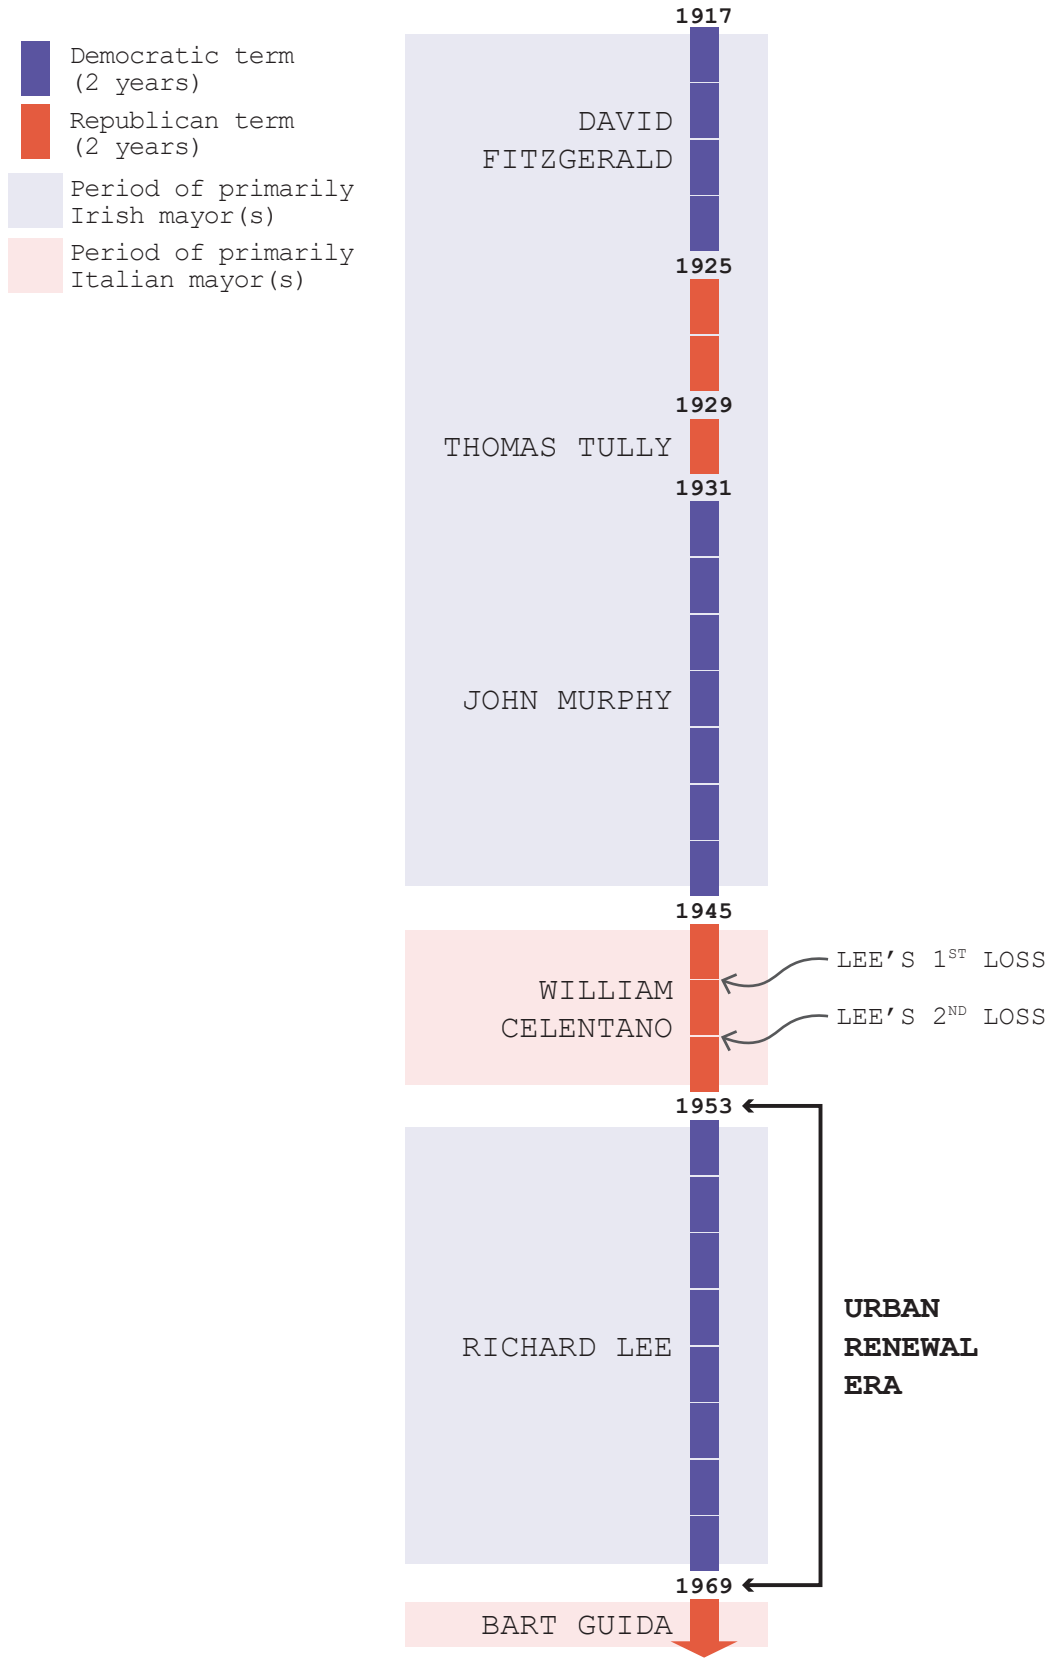 Democratic term
(2 years)
Republican term
(2 years)
Period of primarily
Irish mayor(s)
Period of primarily
Italian mayor(s)
1917
DAVID
FITZGERALD
1925
1929
THOMAS TULLY
1931
JOHN MURPHY
1945
LEE'S 1ST LOSS
WILLIAM
CELENTANO
LEE'S 2ND LOSS
1953
URBAN
RENEWAL
ERA
RICHARD LEE
1969
BART GUIDA